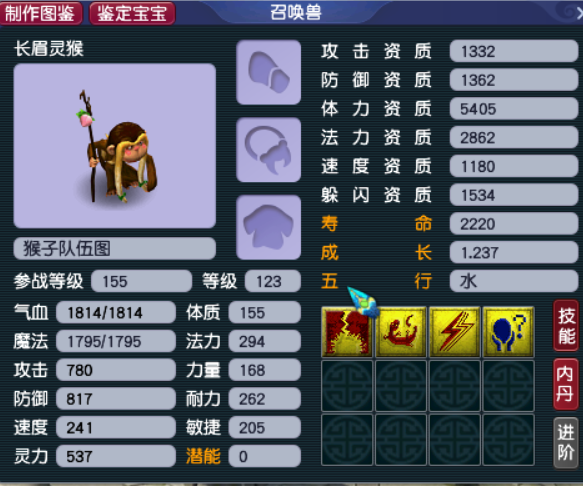 制作图鉴 鉴定宝宝 召唤兽
长眉灵猴
猴子队伍图
参战等级 155 等级 123
气血 1814/1814 体质 155
魔法 1795/1795 法力 294
攻击 780 力量 168
防御 817 耐力 262
速度 241 敏捷 205
灵力 537 潜能 0
攻击资质 1332
防御资质 1362
体力资质 5405
法力资质 2862
速度资质 1180
躲闪资质 1534
寿命 2220
成长 1.237
五行 水
技能
内丹
进阶